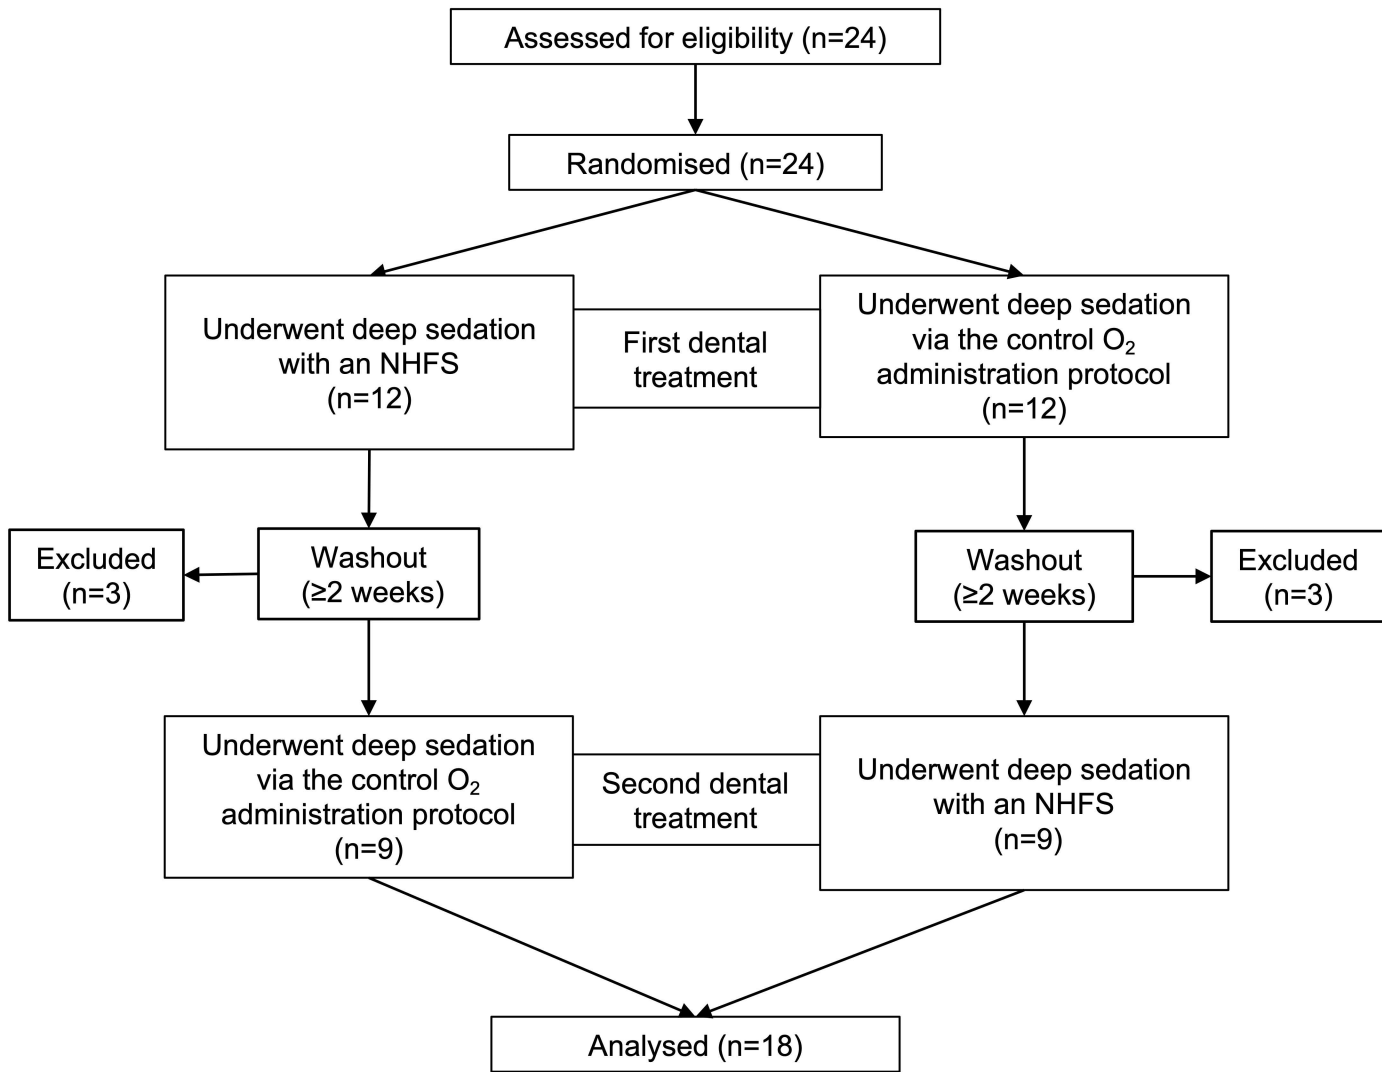 Assessed for eligibility (n=24)
Randomised (n=24)
Underwent deep sedation
with an NHFS
(n=12)
First dental
treatment
Underwent deep sedation
via the control O₂
administration protocol
(n=12)
Excluded
(n=3)
Washout
(≥2 weeks)
Washout
(≥2 weeks)
Excluded
(n=3)
Underwent deep sedation
via the control O₂
administration protocol
(n=9)
Second dental
treatment
Underwent deep sedation
with an NHFS
(n=9)
Analysed (n=18)